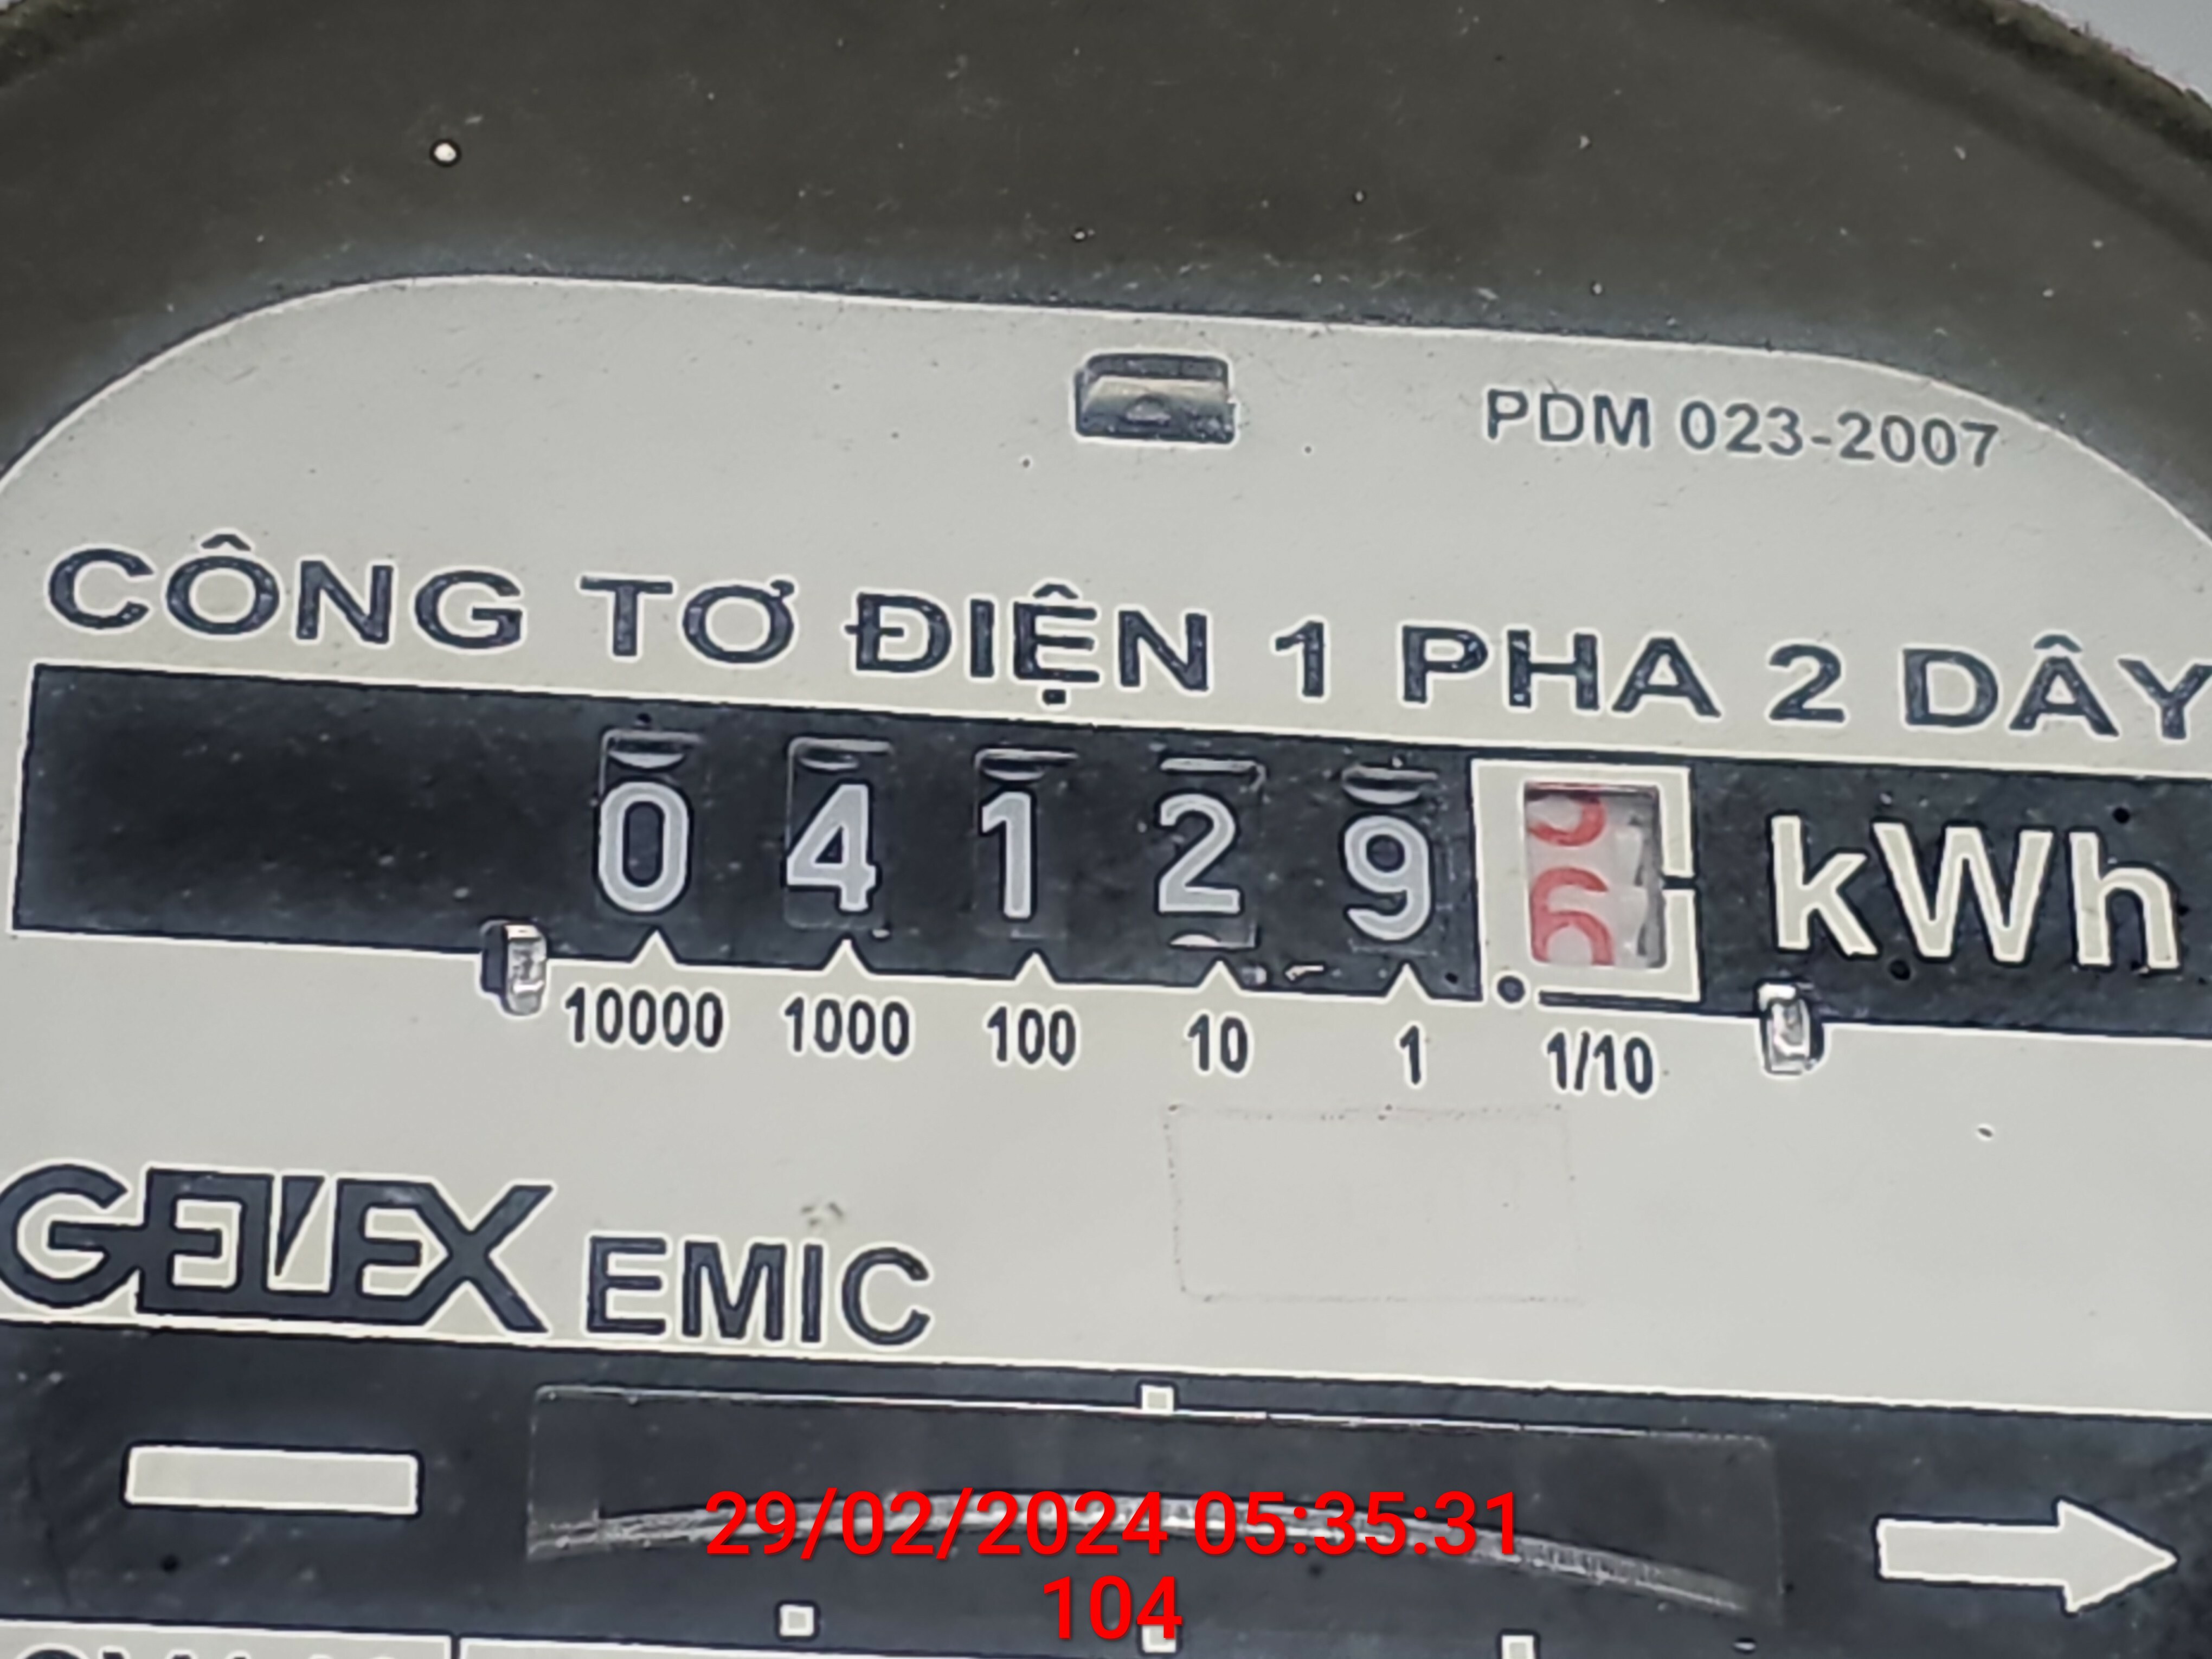 PDM 023-2007
CÔNG TƠ ĐIỆN 1 PHA 2 DÂY
0 4 1 2 9 6 kWh
10000 1000 100 10 1 1/10
GELEX EMIC
29/02/2024 05:35:31
104